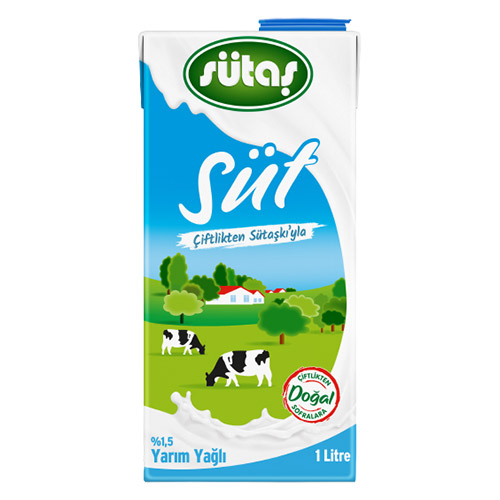 sütaş
Süt
Çiftlikten Sütaşkı'yla
ÇİFTLİKTEN
Doğal
SOFRALARA
%1,5
Yarım Yağlı
1 Litre